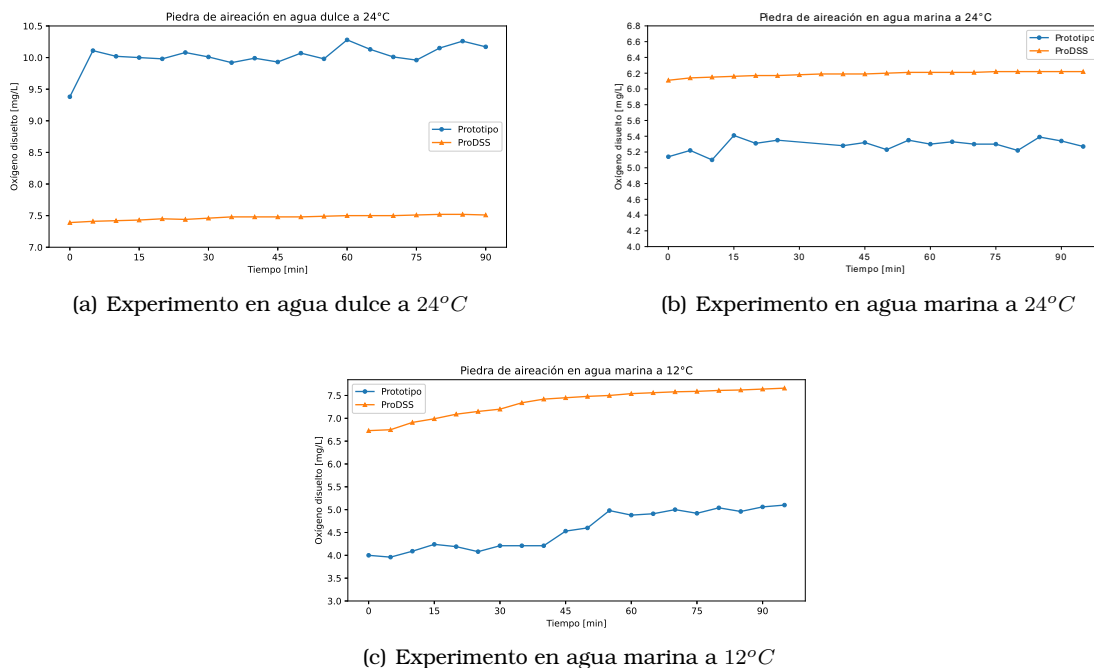 Piedra de aireación en agua dulce a 24°C
10.5
10.0
9.5
9.0
8.5
8.0
7.5
7.0
Oxígeno disuelto [mg/L]
Prototipo
ProDSS
0 15 30 45 60 75 90
Tiempo [min]
(a) Experimento en agua dulce a 24°C
Piedra de aireación en agua marina a 24°C
6.8
6.6
6.4
6.2
6.0
5.8
5.6
5.4
5.2
5.0
4.8
4.6
4.4
4.2
4.0
Oxígeno disuelto [mg/L]
Prototipo
ProDSS
0 15 30 45 60 75 90
Tiempo [min]
(b) Experimento en agua marina a 24°C
Piedra de aireación en agua marina a 12°C
7.5
7.0
6.5
6.0
5.5
5.0
4.5
4.0
3.5
3.0
Oxígeno disuelto [mg/L]
Prototipo
ProDSS
0 15 30 45 60 75 90
Tiempo [min]
(c) Experimento en agua marina a 12°C